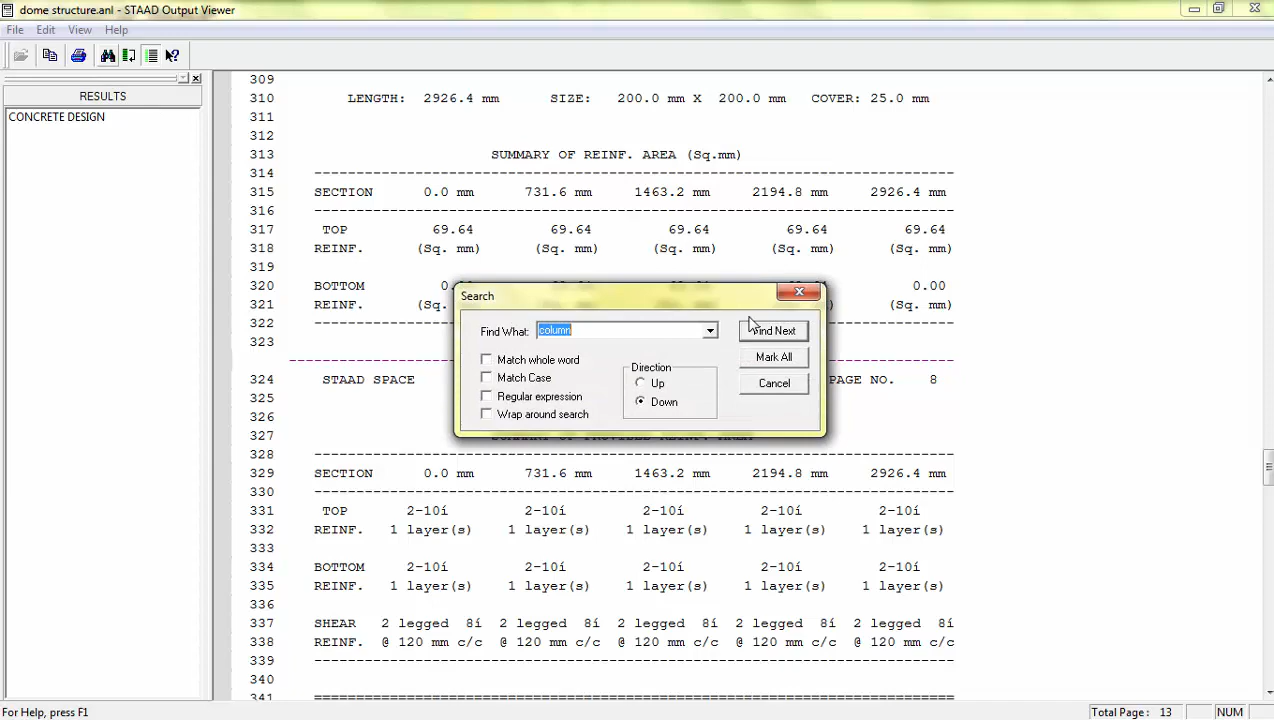 dome structure.anl - STAAD Output Viewer
File Edit View Help
RESULTS
CONCRETE DESIGN
309
310 LENGTH: 2926.4 mm SIZE: 200.0 mm X 200.0 mm COVER: 25.0 mm
311
312
313 SUMMARY OF REINF. AREA (Sq.mm)
314 ----------------------------------------------------------------------------
315 SECTION 0.0 mm 731.6 mm 1463.2 mm 2194.8 mm 2926.4 mm
316 ----------------------------------------------------------------------------
317 TOP 69.64 69.64 69.64 69.64 69.64
318 REINF. (Sq. mm) (Sq. mm) (Sq. mm) (Sq. mm) (Sq. mm)
319
320 BOTTOM 0.00
321 REINF. (Sq. mm)
322 ----------------------------------------------------------------------------
323
324 STAAD SPACE PAGE NO. 8
325
326
327 SUMMARY OF PROVIDED REINF. AREA
328 ----------------------------------------------------------------------------
329 SECTION 0.0 mm 731.6 mm 1463.2 mm 2194.8 mm 2926.4 mm
330 ----------------------------------------------------------------------------
331 TOP 2-10í 2-10í 2-10í 2-10í 2-10í
332 REINF. 1 layer(s) 1 layer(s) 1 layer(s) 1 layer(s) 1 layer(s)
333
334 BOTTOM 2-10í 2-10í 2-10í 2-10í 2-10í
335 REINF. 1 layer(s) 1 layer(s) 1 layer(s) 1 layer(s) 1 layer(s)
336
337 SHEAR 2 legged 8í 2 legged 8í 2 legged 8í 2 legged 8í 2 legged 8í
338 REINF. @ 120 mm c/c @ 120 mm c/c @ 120 mm c/c @ 120 mm c/c @ 120 mm c/c
339 ----------------------------------------------------------------------------
340
341 ============================================================================
Search
Find What: column
Find Next
Match whole word
Match Case
Regular expression
Wrap around search
Direction
Up
Down
Mark All
Cancel
For Help, press F1
Total Page: 13 NUM